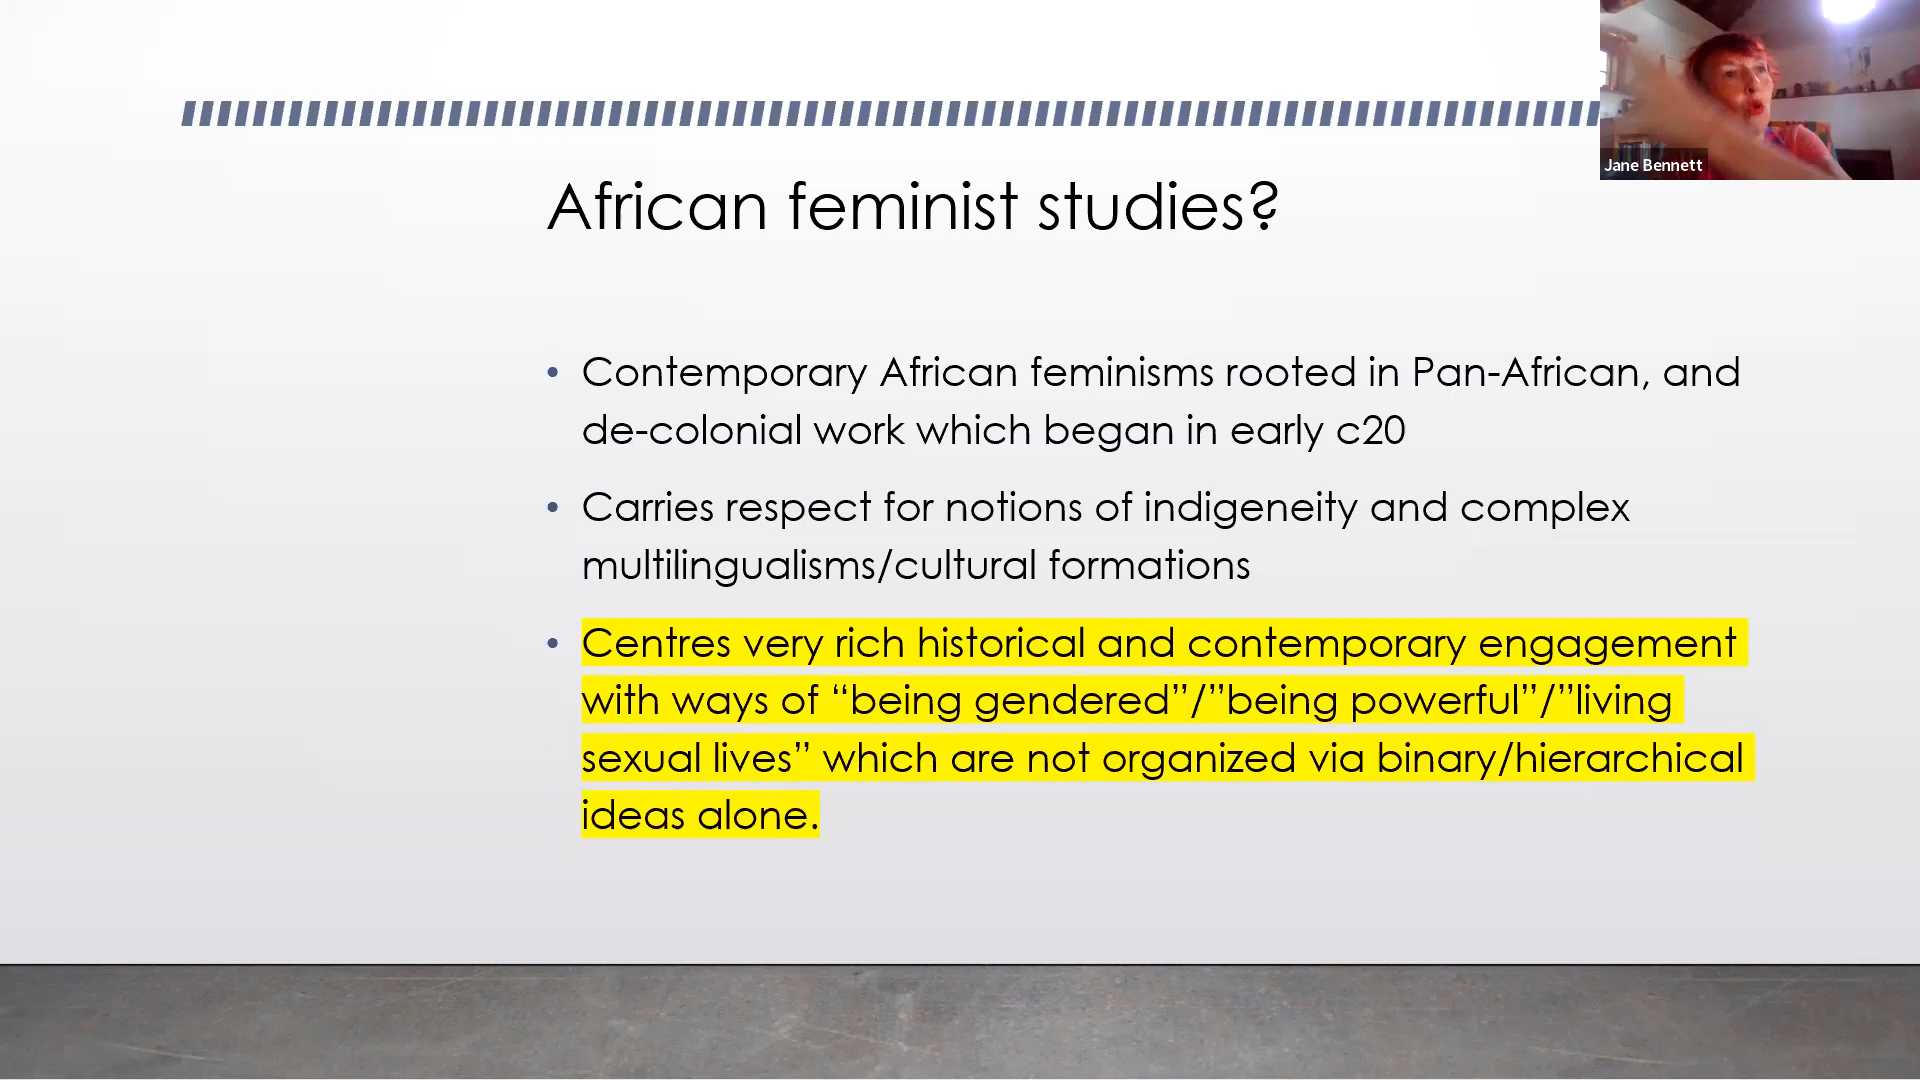 Jane Bennett
African feminist studies?
• Contemporary African feminisms rooted in Pan-African, and
de-colonial work which began in early c20
• Carries respect for notions of indigeneity and complex
multilingualisms/cultural formations
• Centres very rich historical and contemporary engagement
with ways of “being gendered”/”being powerful”/”living
sexual lives” which are not organized via binary/hierarchical
ideas alone.